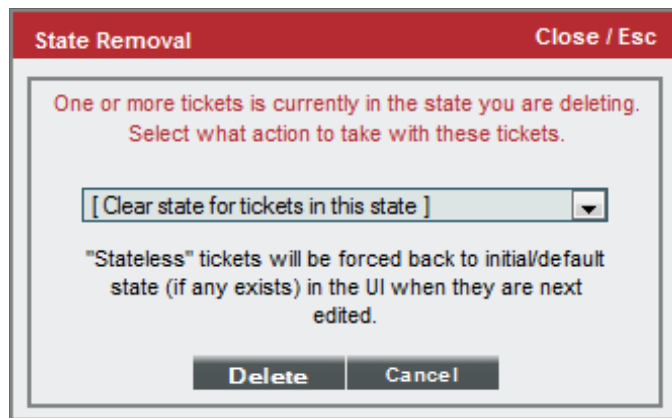 State Removal Close / Esc
One or more tickets is currently in the state you are deleting.
Select what action to take with these tickets.
[ Clear state for tickets in this state ]
"Stateless" tickets will be forced back to initial/default
state (if any exists) in the UI when they are next
edited.
Delete Cancel